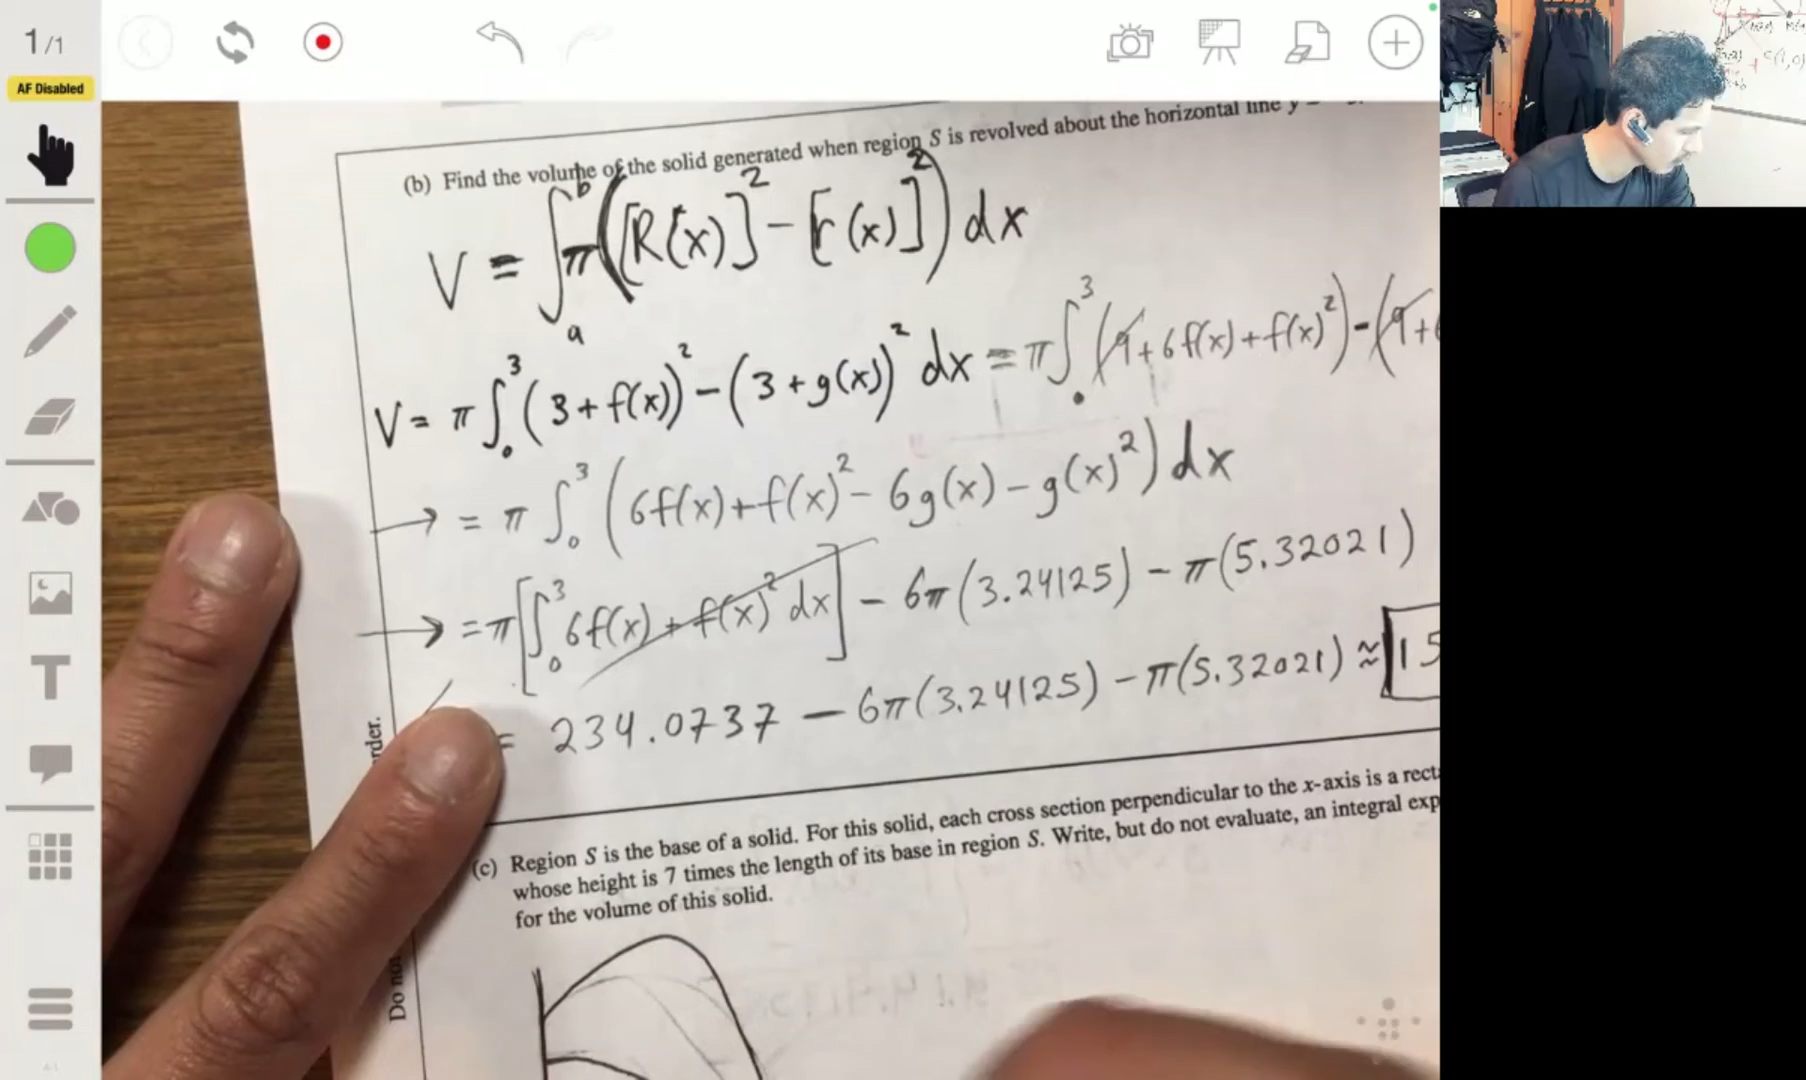 1/1
AF Disabled
(b) Find the volume of the solid generated when region S is revolved about the horizontal line y
V = ∫ₐᵇ π([R(x)]² - [r(x)]²) dx
V = π ∫₀³ (3 + f(x))² - (3 + g(x))² dx = π ∫₀³ (9 + 6f(x) + f(x)²) - (9 +
→ = π ∫₀³ (6f(x) + f(x)² - 6g(x) - g(x)²) dx
→ = π [∫₀³ 6f(x) + f(x)² dx] - 6π(3.24125) - π(5.32021)
= 234.0737 - 6π(3.24125) - π(5.32021) ≈ 15
(c) Region S is the base of a solid. For this solid, each cross section perpendicular to the x-axis is a rect
whose height is 7 times the length of its base in region S. Write, but do not evaluate, an integral exp
for the volume of this solid.
rder.
Do not
T